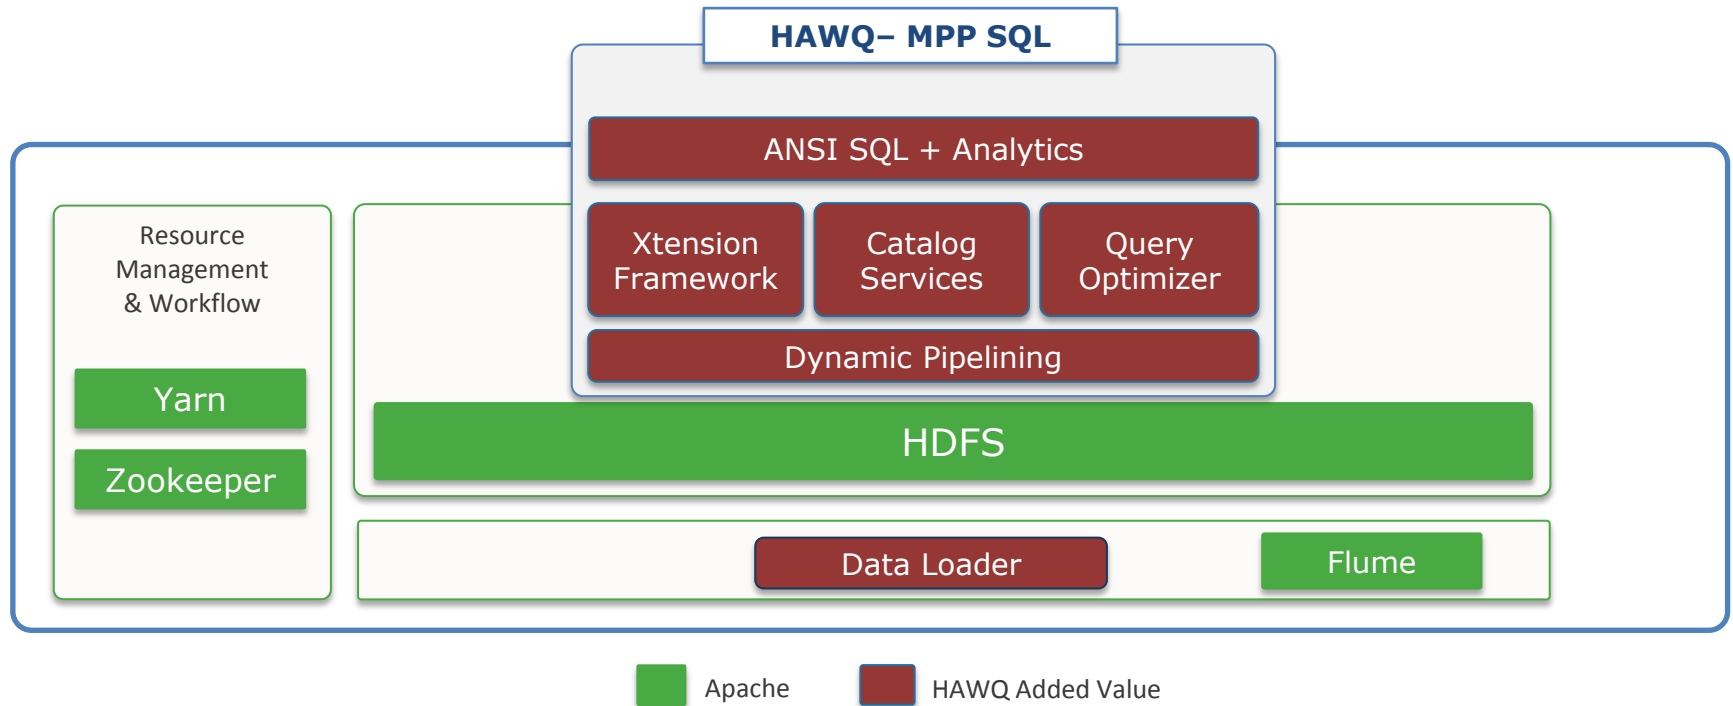 HAWQ– MPP SQL
ANSI SQL + Analytics
Resource
Management
& Workflow
Xtension
Framework
Catalog
Services
Query
Optimizer
Dynamic Pipelining
Yarn
Zookeeper
HDFS
Data Loader
Flume
Apache
HAWQ Added Value